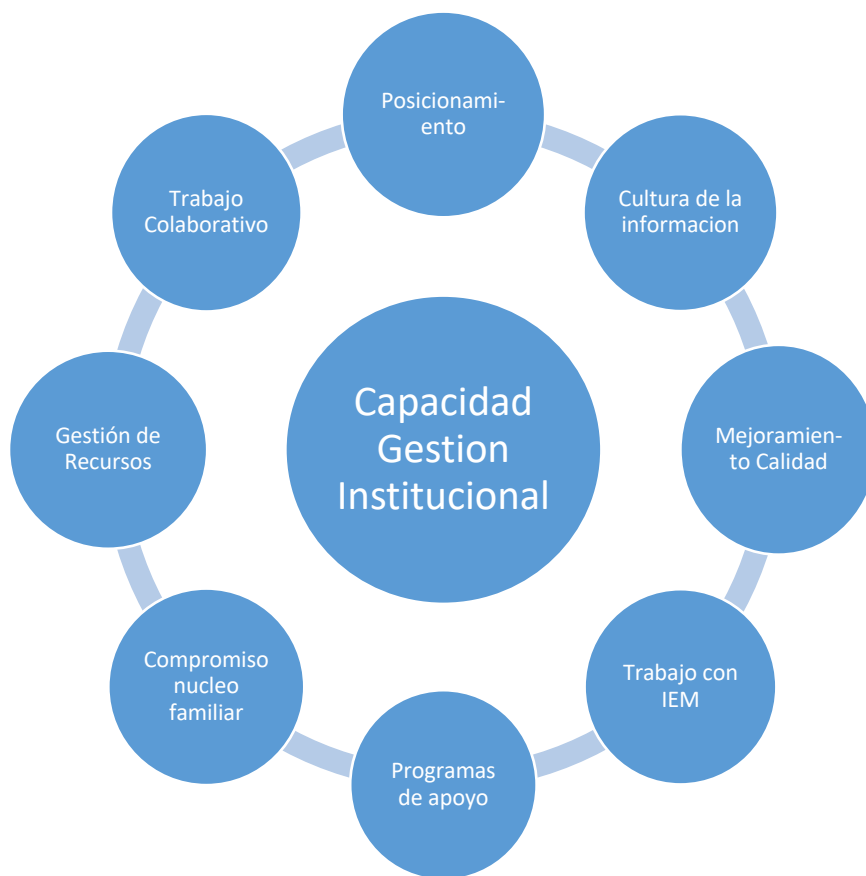 Posicionami-
ento
Cultura de la
informacion
Mejoramien-
to Calidad
Trabajo con
IEM
Programas
de apoyo
Compromiso
nucleo
familiar
Gestión de
Recursos
Trabajo
Colaborativo
Capacidad
Gestion
Institucional